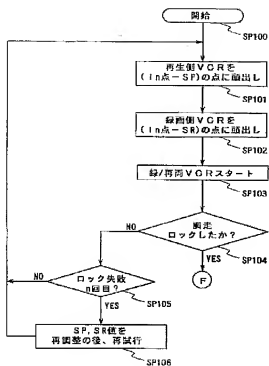 開始
SP100
再生側VCRを
(In点-SP)の点に頭出し
SP101
録画側VCRを
(In点-SR)の点に頭出し
SP102
録/再両VCRスタート
SP103
NO
調走
ロックしたか?
SP104
YES
F
NO
ロック失敗
n回目?
SP105
YES
SP,SR値を
再調整の後、再試行
SP106